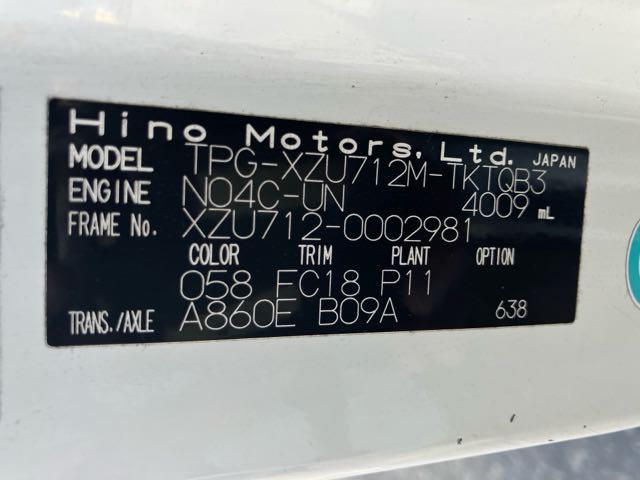 Hino Motors, Ltd. JAPAN
MODEL TPG-XZU712M-TKTQB3
ENGINE N04C-UN 4009 mL
FRAME No. XZU712-0002981
COLOR TRIM PLANT OPTION
058 FC18 P11
TRANS./AXLE A860E B09A 638